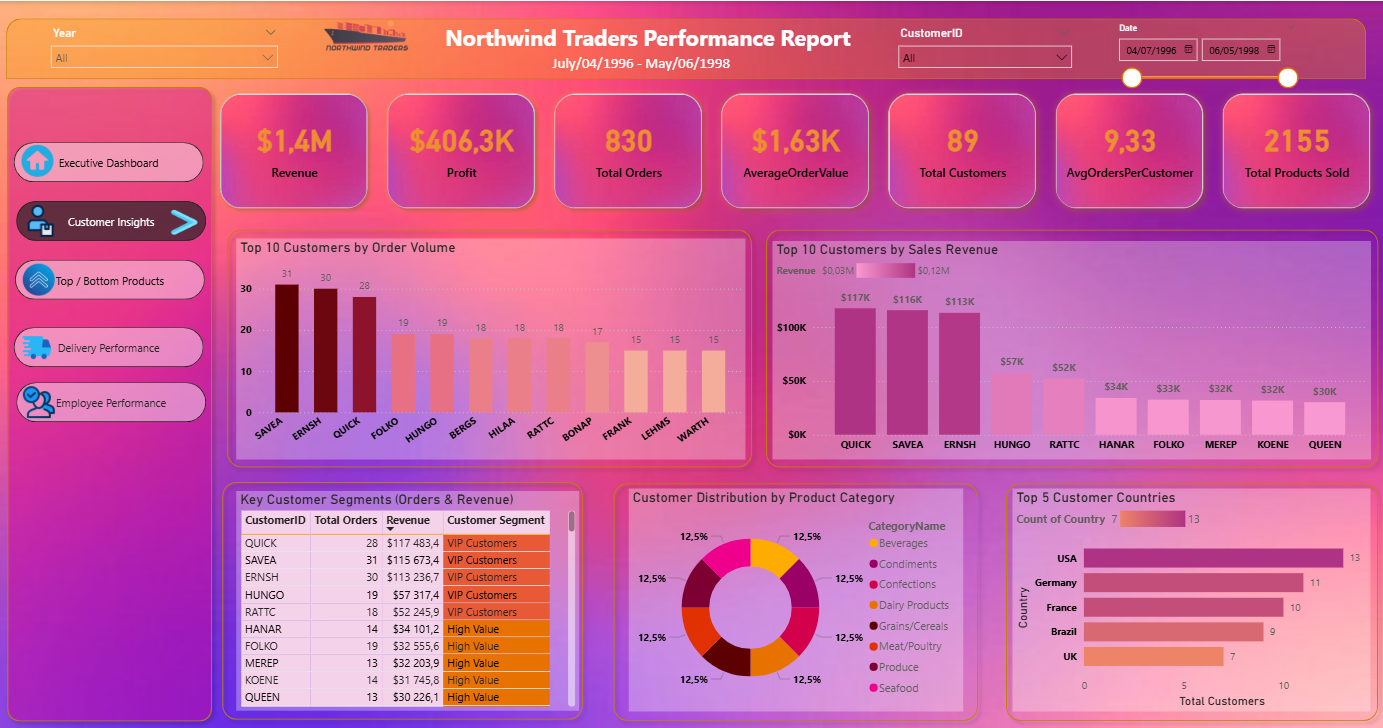 Year
All
NORTHWIND TRADERS
Northwind Traders Performance Report
July/04/1996 - May/06/1998
CustomerID
All
Date
04/07/1996
06/05/1998
Executive Dashboard
Customer Insights
Top / Bottom Products
Delivery Performance
Employee Performance
$1,4M
Revenue
$406,3K
Profit
830
Total Orders
$1,63K
AverageOrderValue
89
Total Customers
9,33
AvgOrdersPerCustomer
2155
Total Products Sold
Top 10 Customers by Order Volume
30
20
10
0
31
30
28
19
19
18
18
18
17
15
15
15
SAVEA
ERNSH
QUICK
FOLKO
HUNGO
BERGS
HILAA
RATTC
BONAP
FRANK
LEHMS
WARTH
Top 10 Customers by Sales Revenue
Revenue $0,03M $0,12M
$100K
$50K
$0K
$117K
$116K
$113K
$57K
$52K
$34K
$33K
$32K
$32K
$30K
QUICK
SAVEA
ERNSH
HUNGO
RATTC
HANAR
FOLKO
MEREP
KOENE
QUEEN
Key Customer Segments (Orders & Revenue)
CustomerID Total Orders Revenue Customer Segment
QUICK 28 $117 483,4 VIP Customers
SAVEA 31 $115 673,4 VIP Customers
ERNSH 30 $113 236,7 VIP Customers
HUNGO 19 $57 317,4 VIP Customers
RATTC 18 $52 245,9 VIP Customers
HANAR 14 $34 101,2 High Value
FOLKO 19 $32 555,6 High Value
MEREP 13 $32 203,9 High Value
KOENE 14 $31 745,8 High Value
QUEEN 13 $30 226,1 High Value
Customer Distribution by Product Category
12,5%
12,5%
12,5%
12,5%
12,5%
12,5%
12,5%
12,5%
CategoryName
Beverages
Condiments
Confections
Dairy Products
Grains/Cereals
Meat/Poultry
Produce
Seafood
Top 5 Customer Countries
Count of Country 7 13
Country
USA 13
Germany 11
France 10
Brazil 9
UK 7
0 5 10
Total Customers